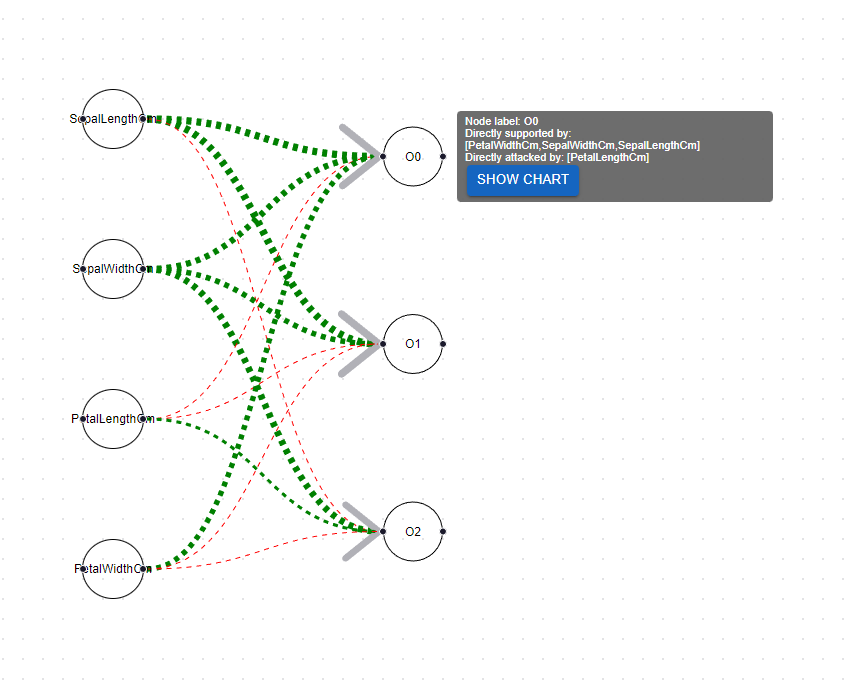 SepalLengthCm
SepalWidthCm
PetalLengthCm
PetalWidthCm
O0
O1
O2
Node label: O0
Directly supported by:
[PetalWidthCm,SepalWidthCm,SepalLengthCm]
Directly attacked by: [PetalLengthCm]
SHOW CHART